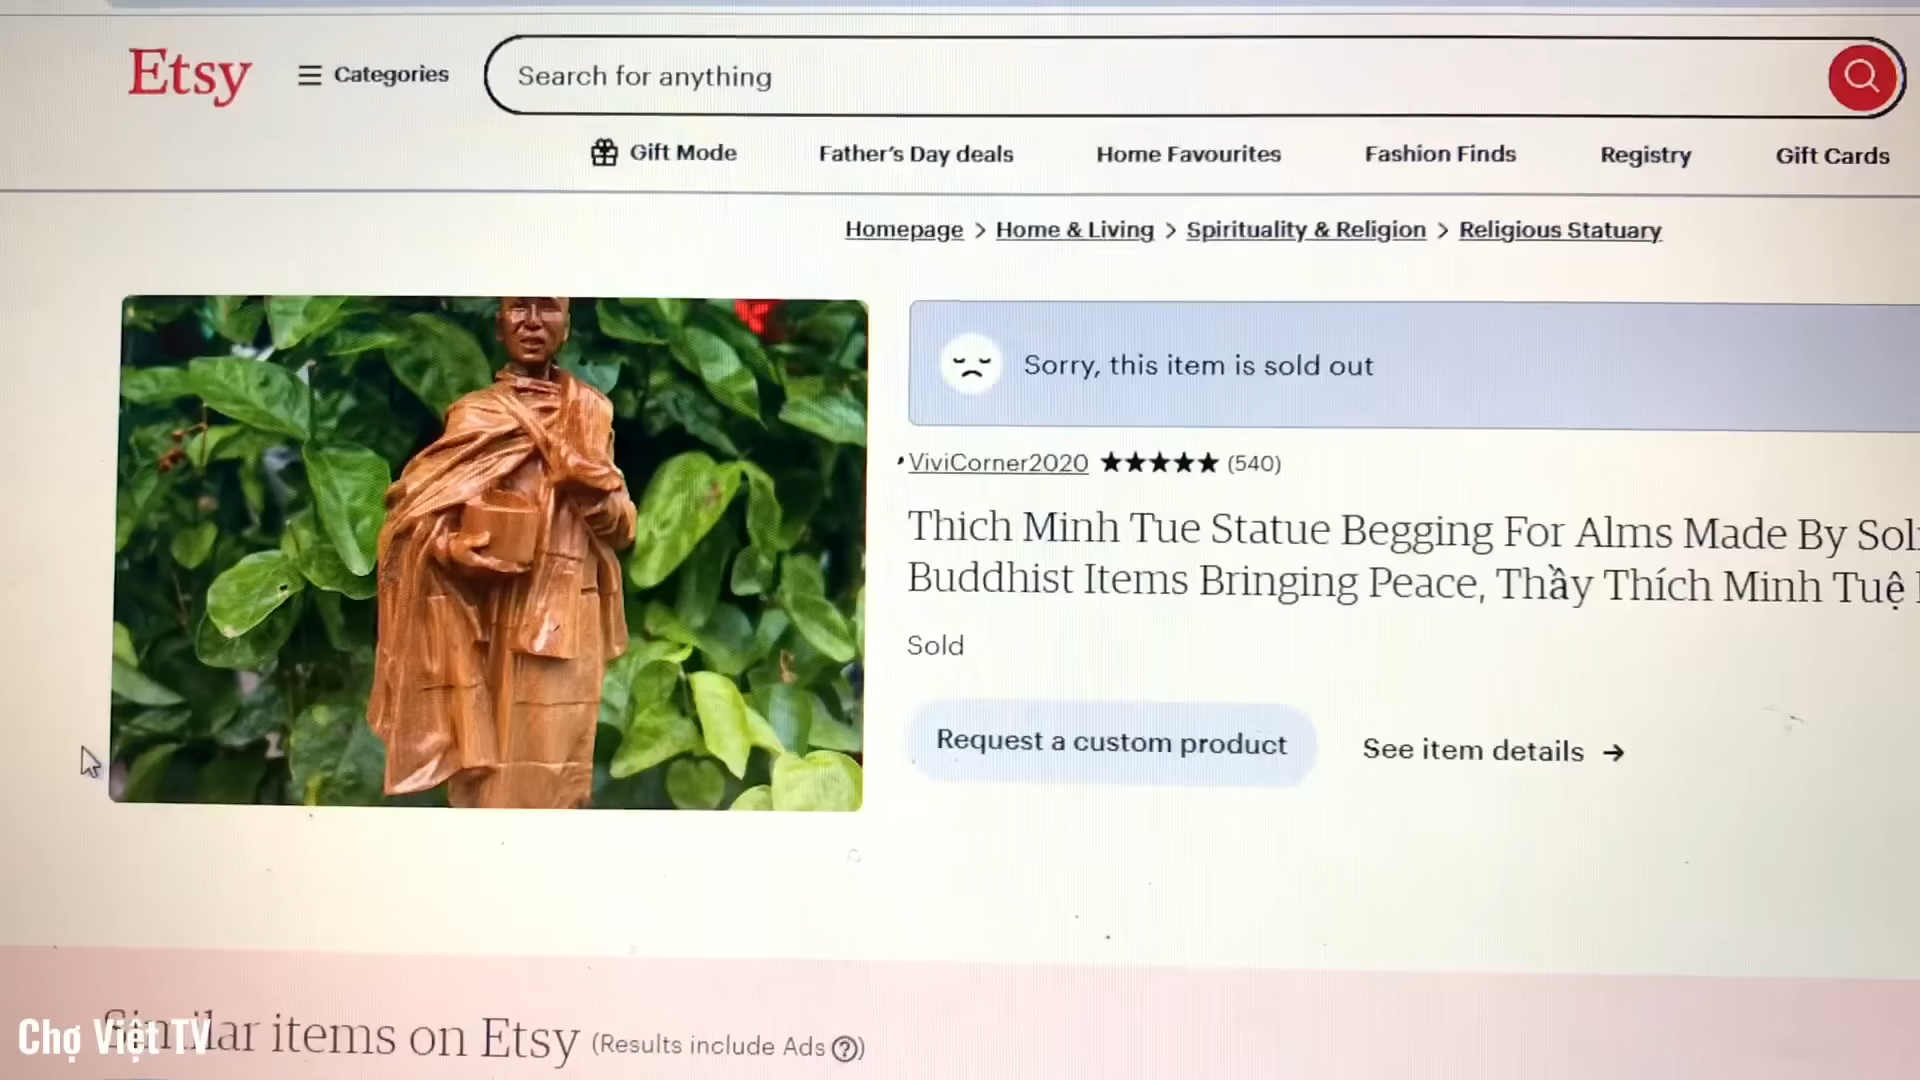 Etsy
Categories
Search for anything
Gift Mode
Father's Day deals
Home Favourites
Fashion Finds
Registry
Gift Cards
Homepage > Home & Living > Spirituality & Religion > Religious Statuary
Sorry, this item is sold out
ViviCorner2020 ★★★★★ (540)
Thich Minh Tue Statue Begging For Alms Made By
Buddhist Items Bringing Peace, Thầy Thích Minh Tuệ
Sold
Request a custom product
See item details →
Similar items on Etsy (Results include Ads ?)
Chợ Việt TV